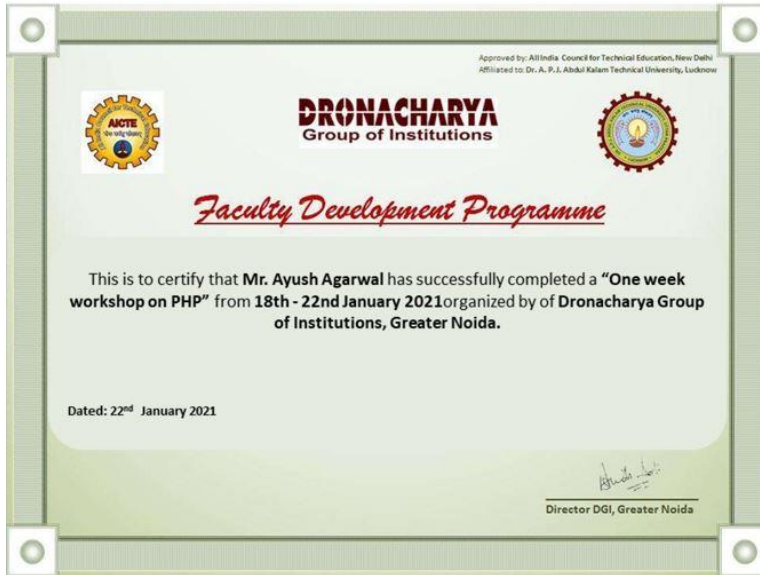 Approved by: All India Council for Technical Education, New Delhi
Affiliated to: Dr. A. P. J. Abdul Kalam Technical University, Lucknow
AICTE
DRONACHARYA
Group of Institutions
Faculty Development Programme
This is to certify that Mr. Ayush Agarwal has successfully completed a “One week
workshop on PHP” from 18th - 22nd January 2021organized by of Dronacharya Group
of Institutions, Greater Noida.
Dated: 22nd January 2021
Director DGI, Greater Noida